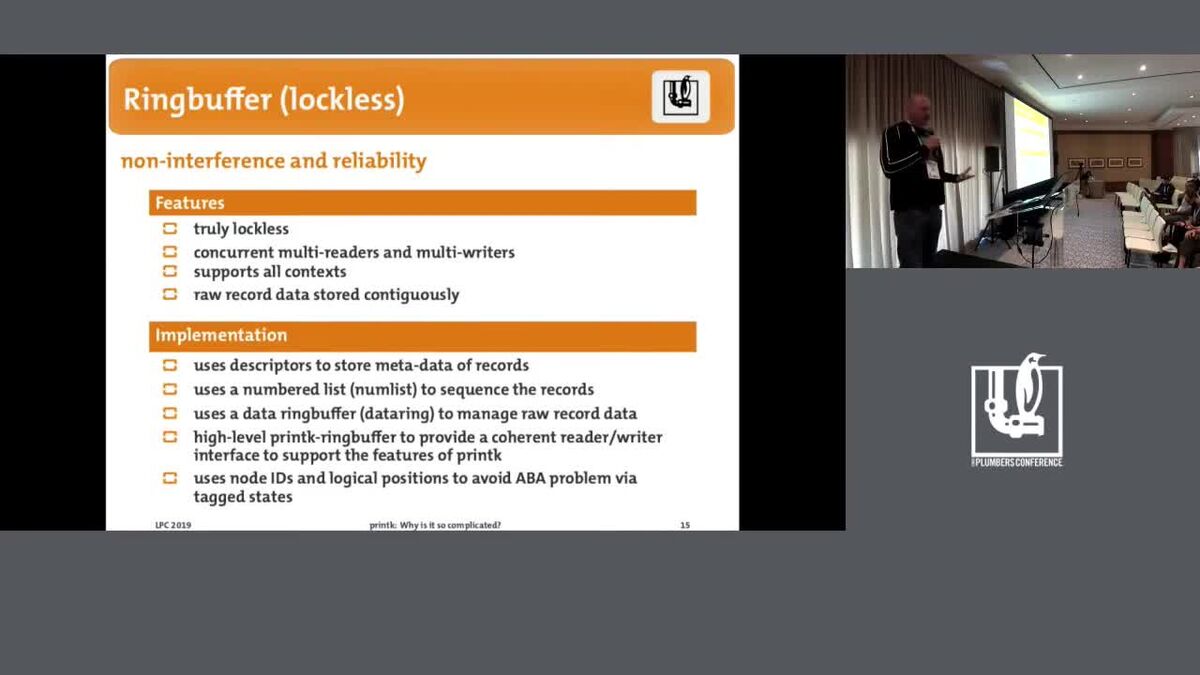 Ringbuffer (lockless)
non-interference and reliability
Features
truly lockless
concurrent multi-readers and multi-writers
supports all contexts
raw record data stored contiguously
Implementation
uses descriptors to store meta-data of records
uses a numbered list (numlist) to sequence the records
uses a data ringbuffer (dataring) to manage raw record data
high-level printk-ringbuffer to provide a coherent reader/writer
interface to support the features of printk
uses node IDs and logical positions to avoid ABA problem via
tagged states
LPC 2019 printk: Why is it so complicated? 15
PLUMBERS CONFERENCE